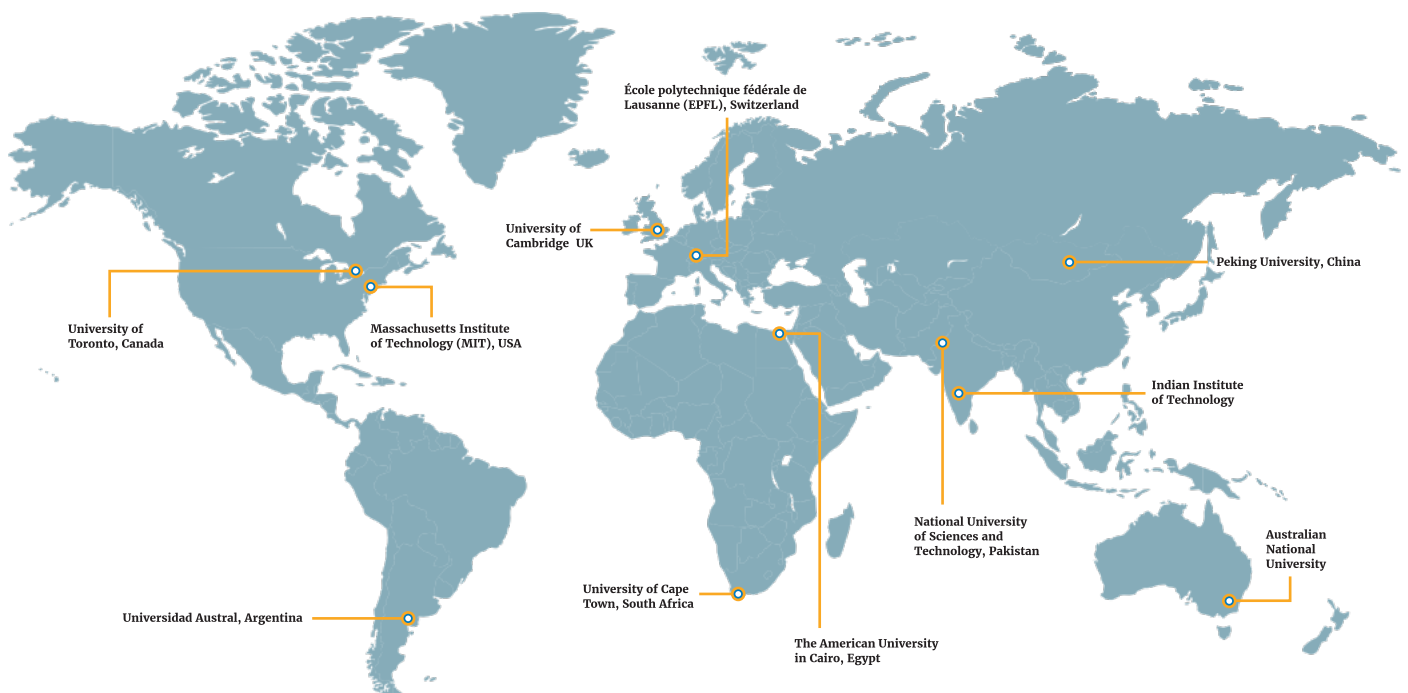 École polytechnique fédérale de
Lausanne (EPFL), Switzerland
University of
Cambridge UK
Peking University, China
University of
Toronto, Canada
Massachusetts Institute
of Technology (MIT), USA
Indian Institute
of Technology
National University
of Sciences and
Technology, Pakistan
Australian
National
University
University of Cape
Town, South Africa
Universidad Austral, Argentina
The American University
in Cairo, Egypt